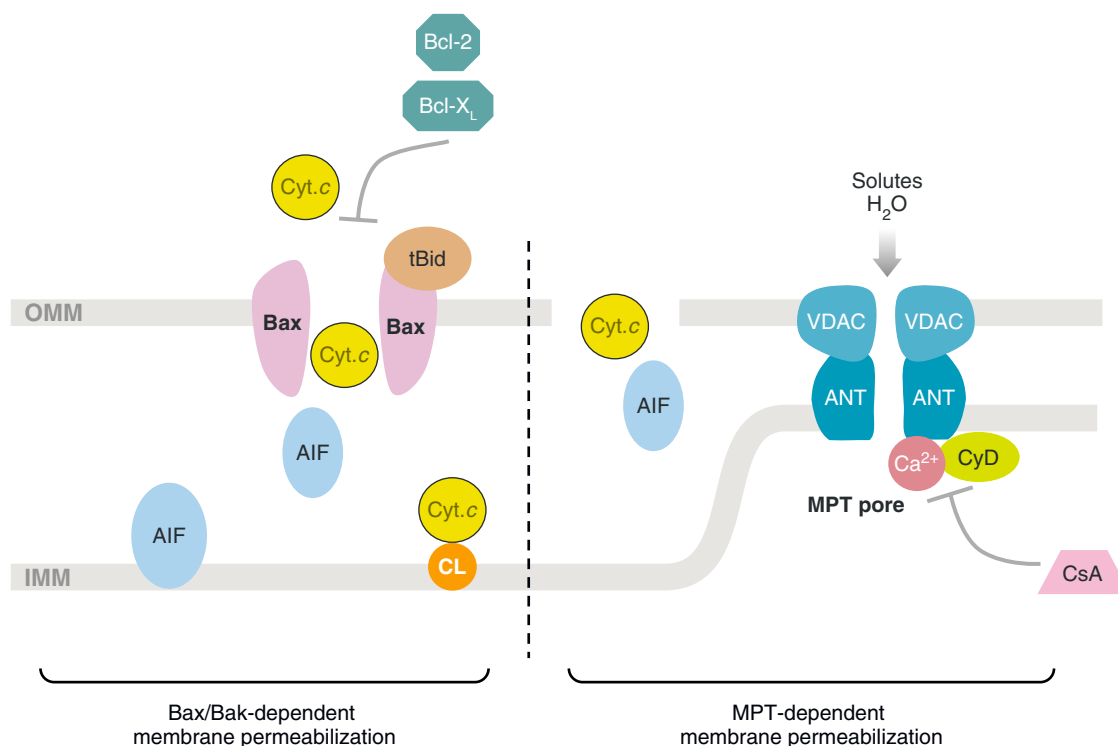 Bcl-2
Bcl-XL
Cyt.c
Solutes
H2O
tBid
OMM
Bax
Bax
Cyt.c
Cyt.c
VDAC
VDAC
AIF
ANT
ANT
AIF
Ca2+
CyD
MPT pore
Cyt.c
AIF
CL
IMM
CsA
Bax/Bak-dependent
membrane permeabilization
MPT-dependent
membrane permeabilization